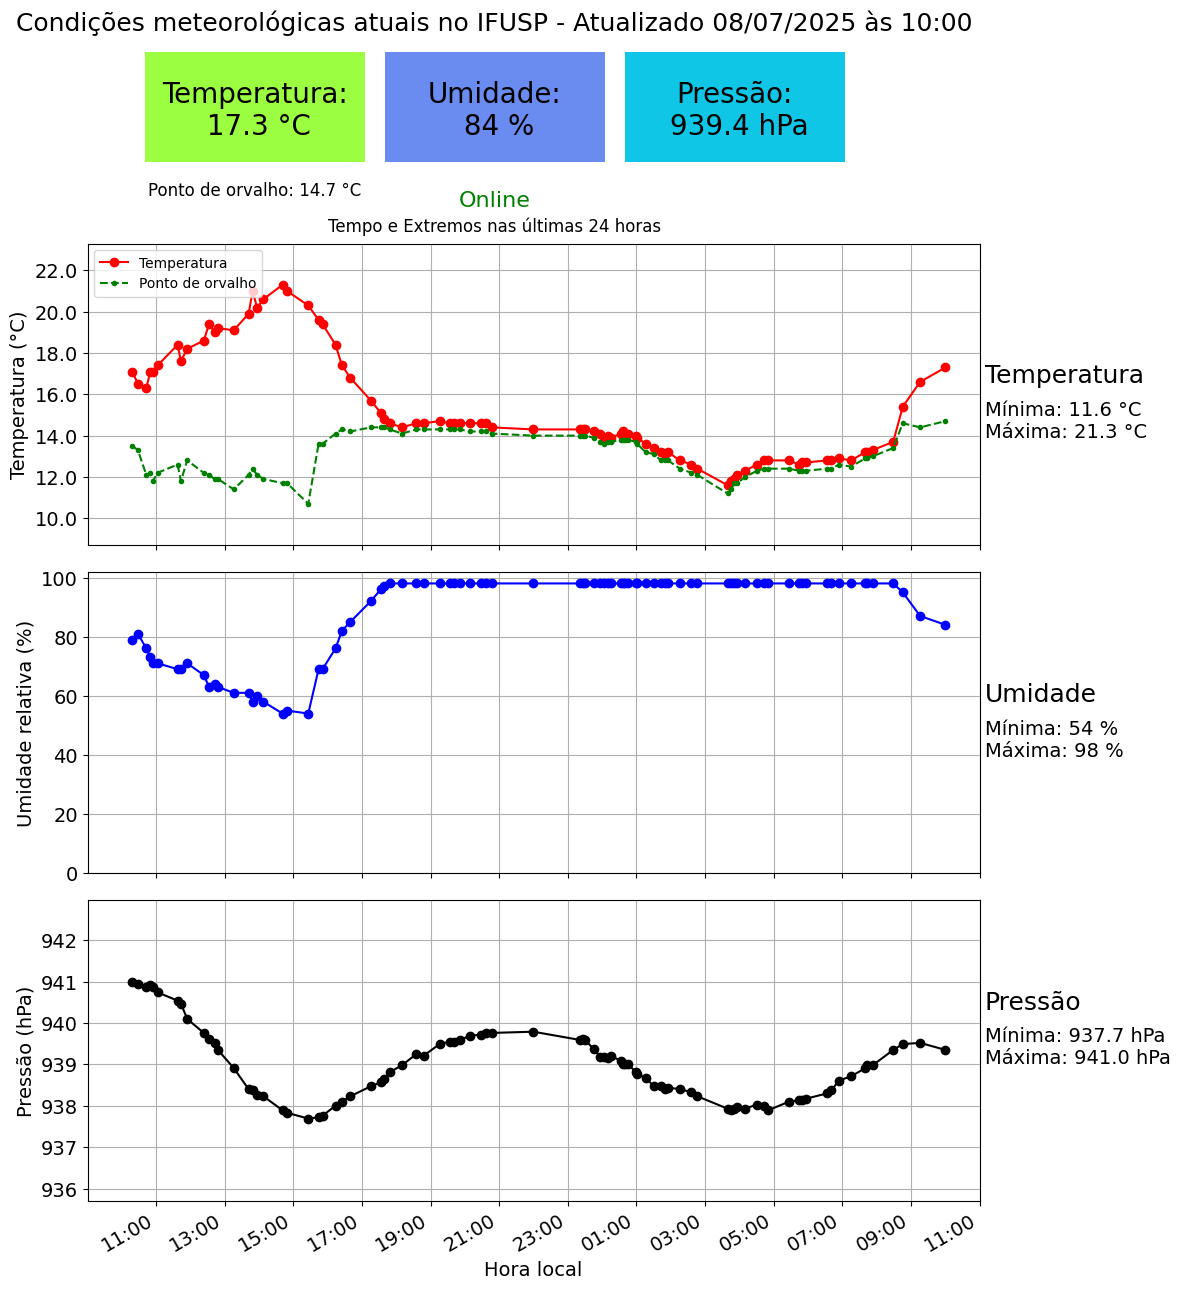 Condições meteorológicas atuais no IFUSP - Atualizado 08/07/2025 às 10:00
Temperatura:
17.3 °C
Umidade:
84 %
Pressão:
939.4 hPa
Ponto de orvalho: 14.7 °C
Online
Tempo e Extremos nas últimas 24 horas
Temperatura
Ponto de orvalho
Temperatura (°C)
22.0
20.0
18.0
16.0
14.0
12.0
10.0
Temperatura
Mínima: 11.6 °C
Máxima: 21.3 °C
Umidade relativa (%)
100
80
60
40
20
0
Umidade
Mínima: 54 %
Máxima: 98 %
Pressão (hPa)
942
941
940
939
938
937
936
Pressão
Mínima: 937.7 hPa
Máxima: 941.0 hPa
11:00
13:00
15:00
17:00
19:00
21:00
23:00
01:00
03:00
05:00
07:00
09:00
11:00
Hora local